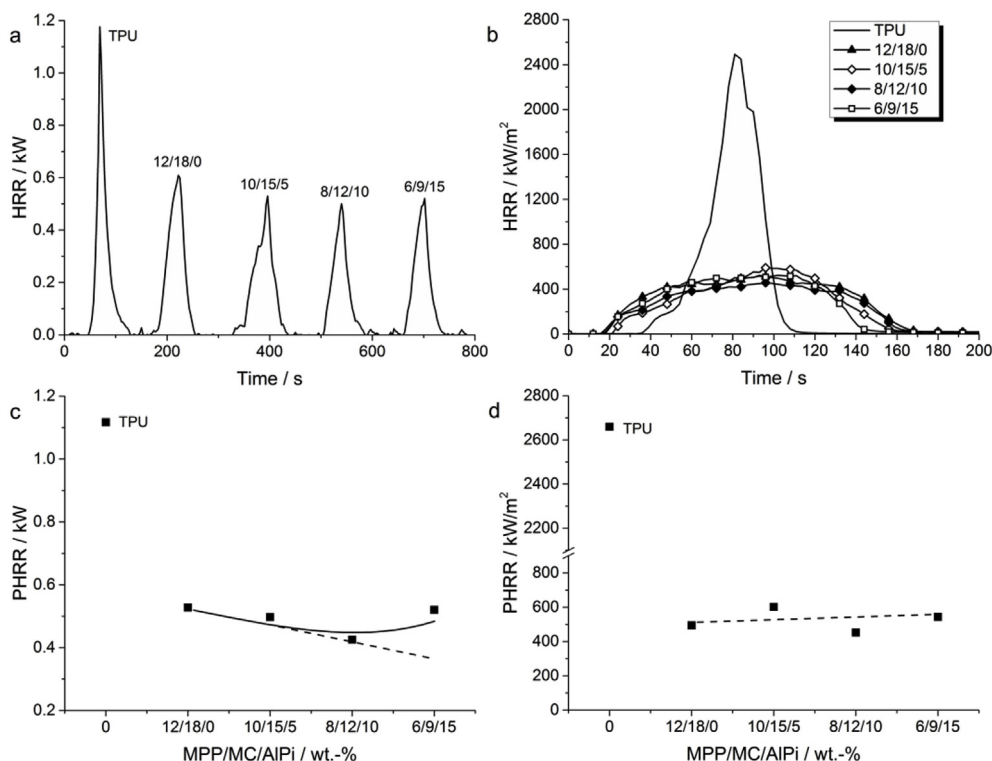 a
HRR / kW
1.2
1.0
0.8
0.6
0.4
0.2
0.0
TPU
12/18/0
10/15/5
8/12/10
6/9/15
0 200 400 600 800
Time / s
b
HRR / kW/m²
2800
2400
2000
1600
1200
800
400
0
TPU
12/18/0
10/15/5
8/12/10
6/9/15
0 20 40 60 80 100 120 140 160 180 200
Time / s
c
PHRR / kW
1.2
1.0
0.8
0.6
0.4
0.2
TPU
0 12/18/0 10/15/5 8/12/10 6/9/15
MPP/MC/AlPi / wt.-%
d
PHRR / kW/m²
2800
2600
2400
2200
800
600
400
200
0
TPU
0 12/18/0 10/15/5 8/12/10 6/9/15
MPP/MC/AlPi / wt.-%